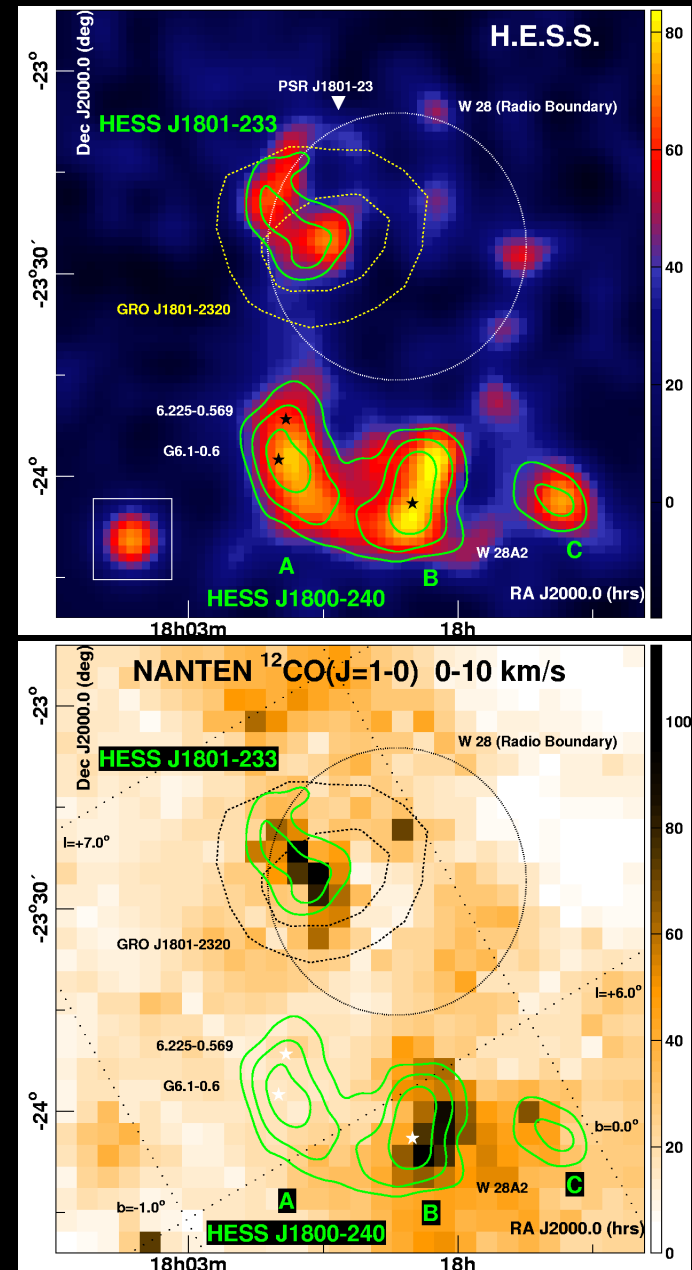 H.E.S.S.
80
-23°
Dec J2000.0 (deg)
PSR J1801-23
W 28 (Radio Boundary)
HESS J1801-233
60
-23°30´
40
GRO J1801-2320
20
6.225-0.569
G6.1-0.6
-24°
0
W 28A2
A
B
C
HESS J1800-240
RA J2000.0 (hrs)
18h03m
18h
NANTEN ¹²CO(J=1-0) 0-10 km/s
-23°
Dec J2000.0 (deg)
100
W 28 (Radio Boundary)
HESS J1801-233
l=+7.0°
80
-23°30´
GRO J1801-2320
60
l=+6.0°
40
6.225-0.569
G6.1-0.6
-24°
b=0.0°
20
W 28A2
C
b=-1.0°
A
B
HESS J1800-240
RA J2000.0 (hrs)
0
18h03m
18h